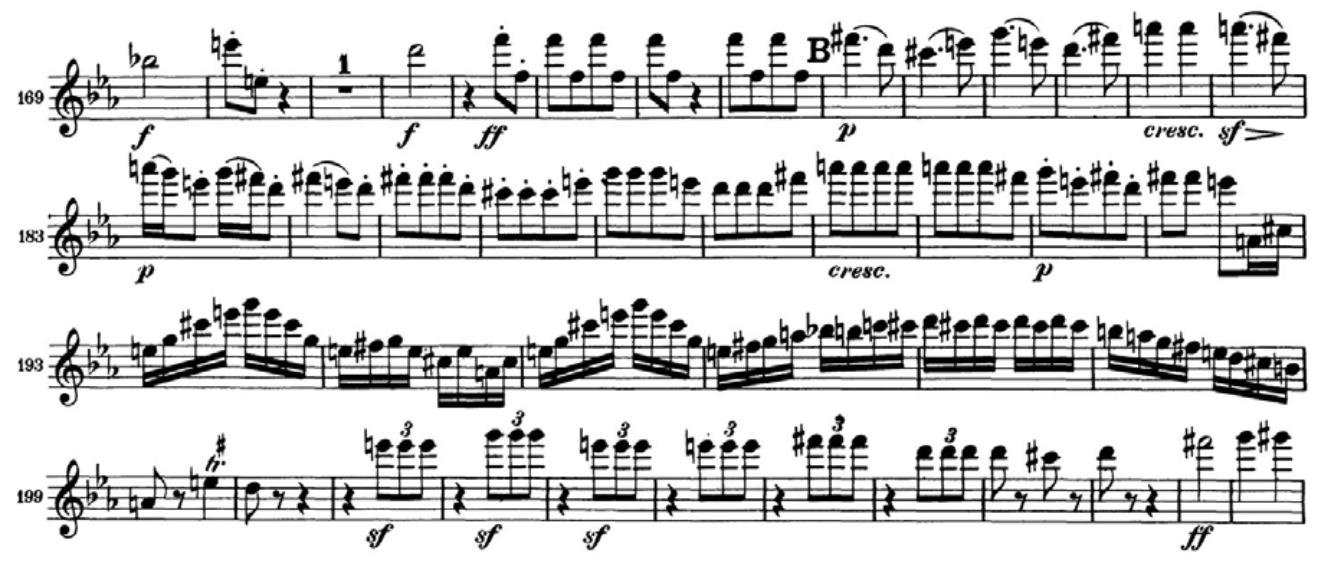 1 B
169 f f ff p cresc. sf
183 p cresc. p
193
3 3 3 3 3 3
199 sf sf sf ff